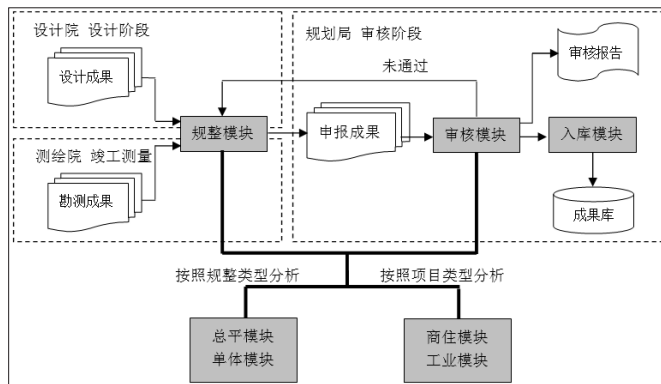 设计院 设计阶段
设计成果
测绘院 竣工测量
勘测成果
规整模块
规划局 审核阶段
未通过
申报成果
审核模块
审核报告
入库模块
成果库
按照规整类型分析
按照项目类型分析
总平模块
单体模块
商住模块
工业模块